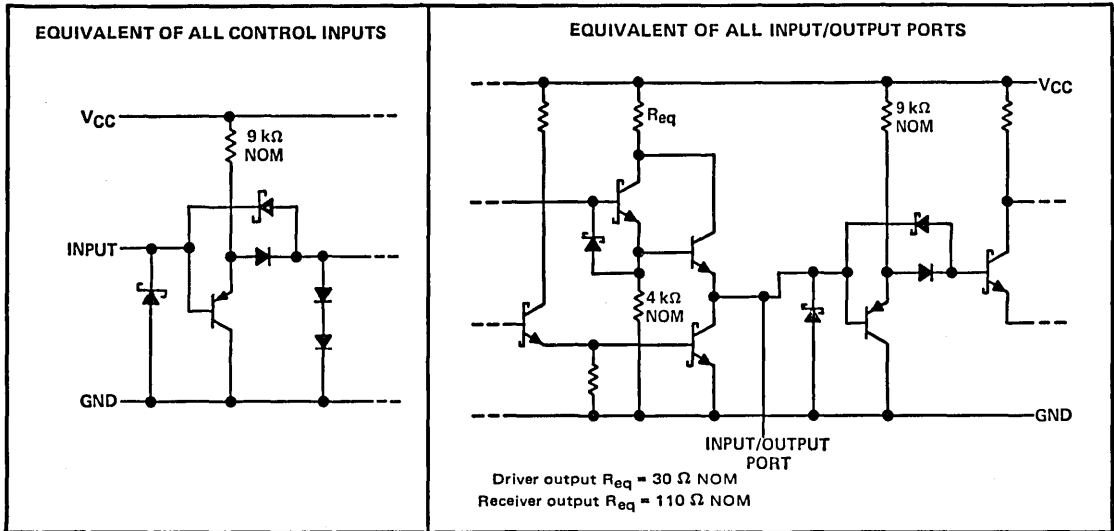 EQUIVALENT OF ALL CONTROL INPUTS
VCC
9 kΩ
NOM
INPUT
GND
EQUIVALENT OF ALL INPUT/OUTPUT PORTS
VCC
Req
9 kΩ
NOM
4 kΩ
NOM
GND
INPUT/OUTPUT
PORT
Driver output Req = 30 Ω NOM
Receiver output Req = 110 Ω NOM